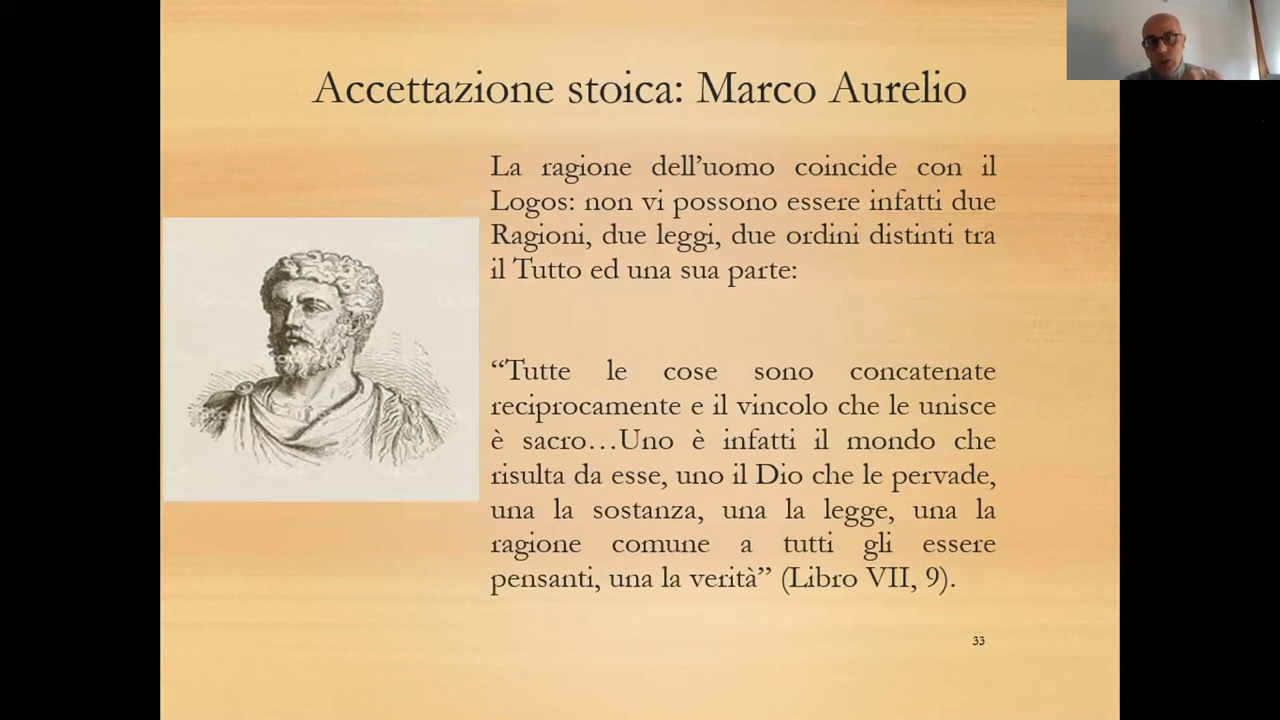 Accettazione stoica: Marco Aurelio
La ragione dell’uomo coincide con il
Logos: non vi possono essere infatti due
Ragioni, due leggi, due ordini distinti tra
il Tutto ed una sua parte:
“Tutte le cose sono concatenate
reciprocamente e il vincolo che le unisce
è sacro…Uno è infatti il mondo che
risulta da esse, uno il Dio che le pervade,
una la sostanza, una la legge, una la
ragione comune a tutti gli essere
pensanti, una la verità” (Libro VII, 9).
33